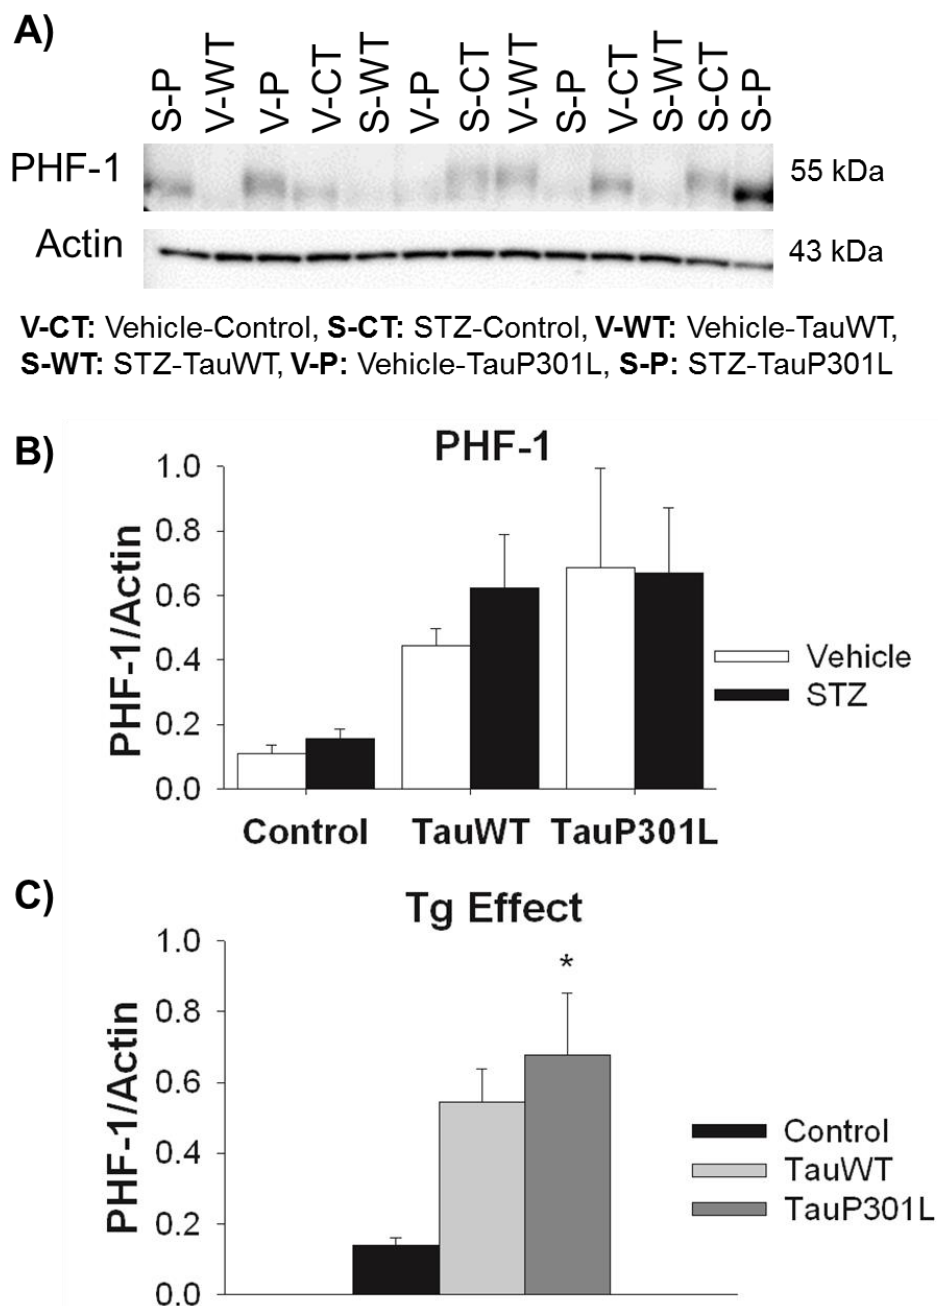 A)
S-P V-WT V-P V-CT S-WT V-P S-CT V-WT S-P V-CT S-WT S-CT S-P
PHF-1 55 kDa
Actin 43 kDa
V-CT: Vehicle-Control, S-CT: STZ-Control, V-WT: Vehicle-TauWT,
S-WT: STZ-TauWT, V-P: Vehicle-TauP301L, S-P: STZ-TauP301L
B)
PHF-1
PHF-1/Actin
1.0
0.8
0.6
0.4
0.2
0.0
Vehicle
STZ
Control TauWT TauP301L
C)
Tg Effect
PHF-1/Actin
1.0
0.8
0.6
0.4
0.2
0.0
*
Control
TauWT
TauP301L